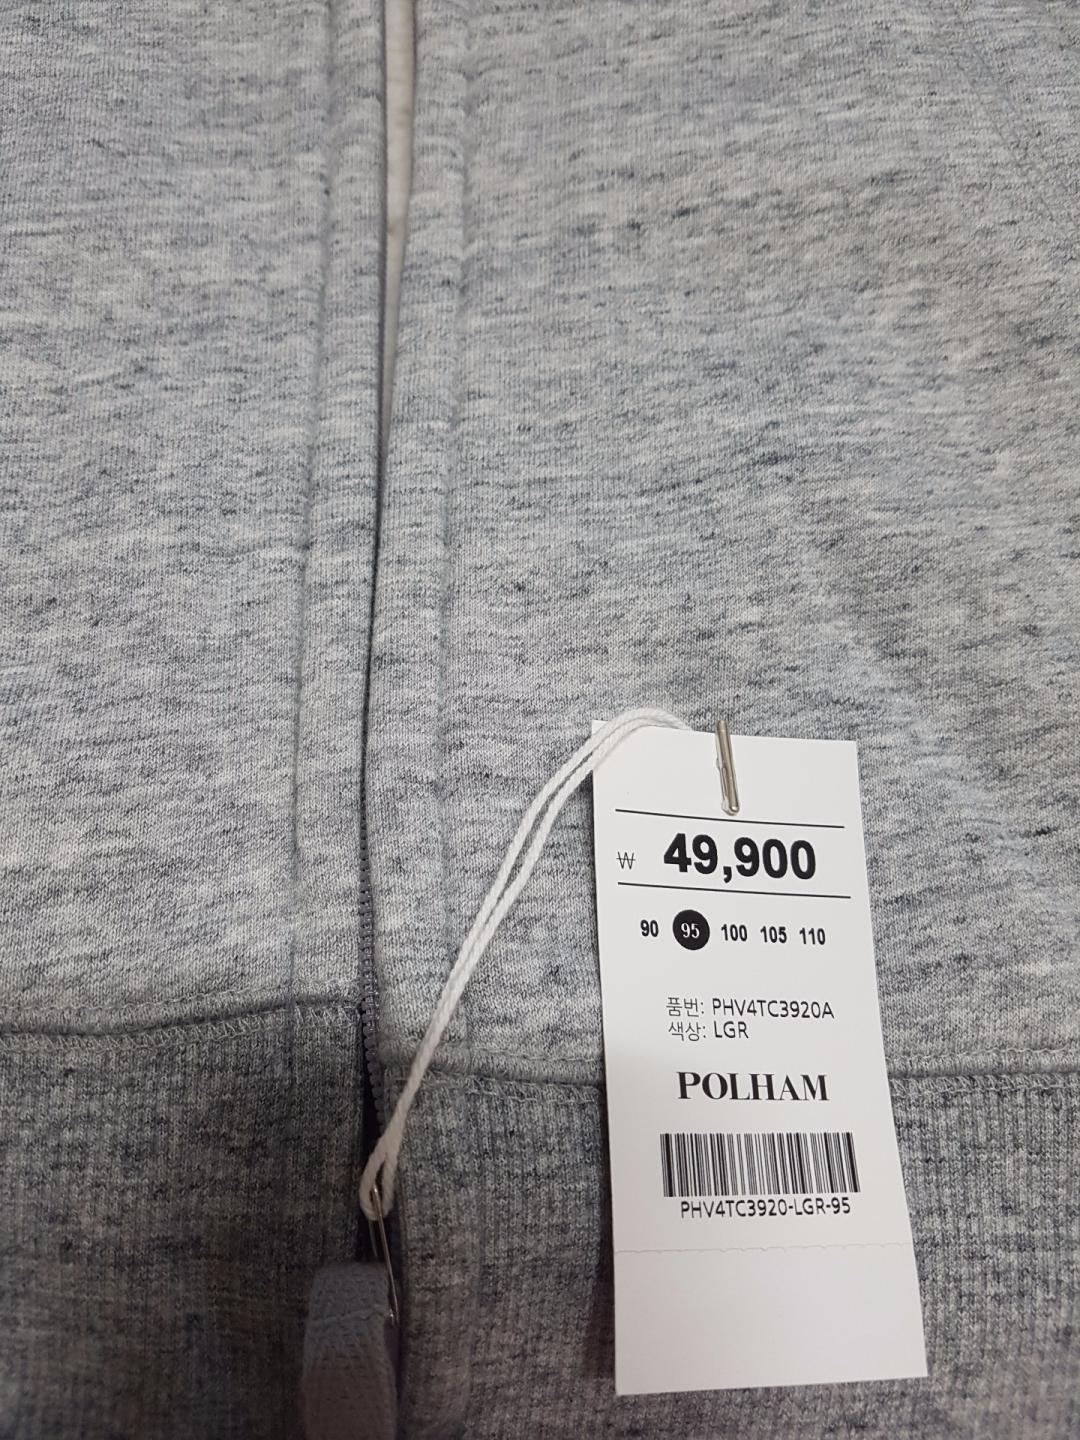 ₩ 49,900
90 95 100 105 110
품번: PHV4TC3920A
색상: LGR
POLHAM
PHV4TC3920-LGR-95